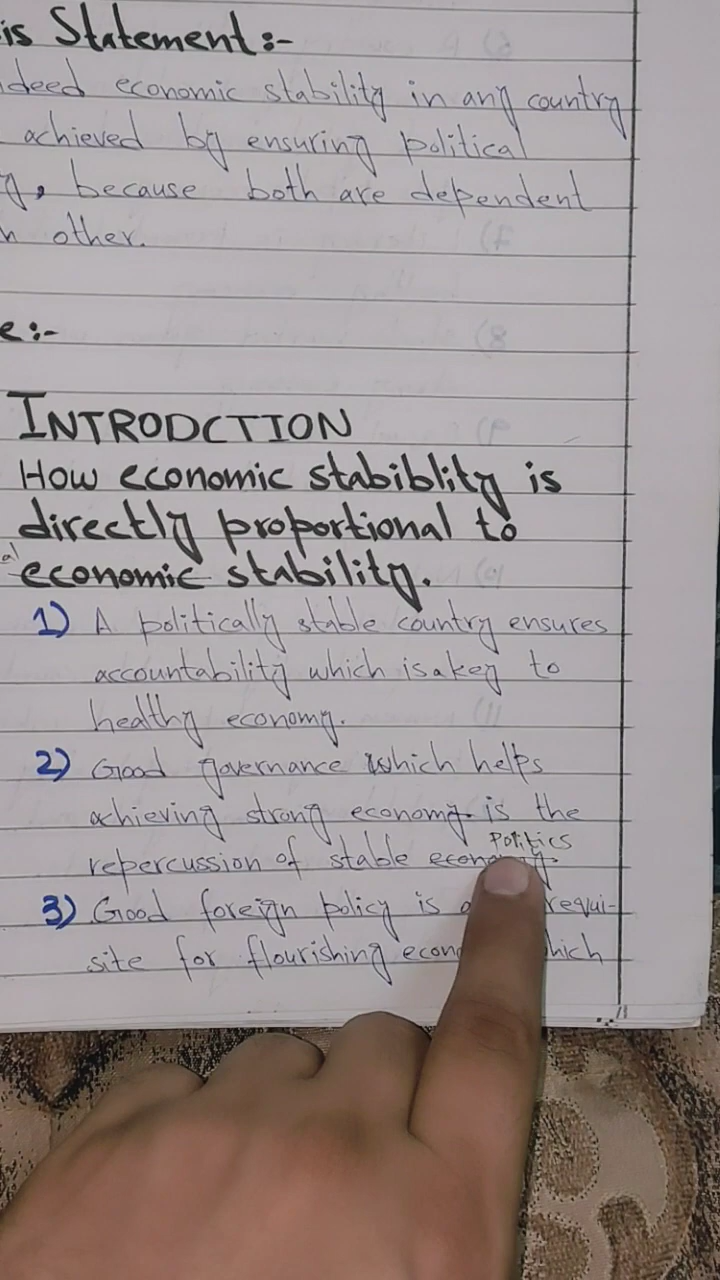 is Statement:-
deed economic stability in any country
achieved by ensuring political
y, because both are dependent
h other.
e:-
INTRODCTION
How economic stabiblity is
directly proportional to
economic stability.
1) A politically stable country ensures
accountability which is a key to
healthy economy.
2) Good governance which helps
achieving strong economy is the
Politics
repercussion of stable economy.
3) Good foreign policy is a requi-
site for flourishing econ hich